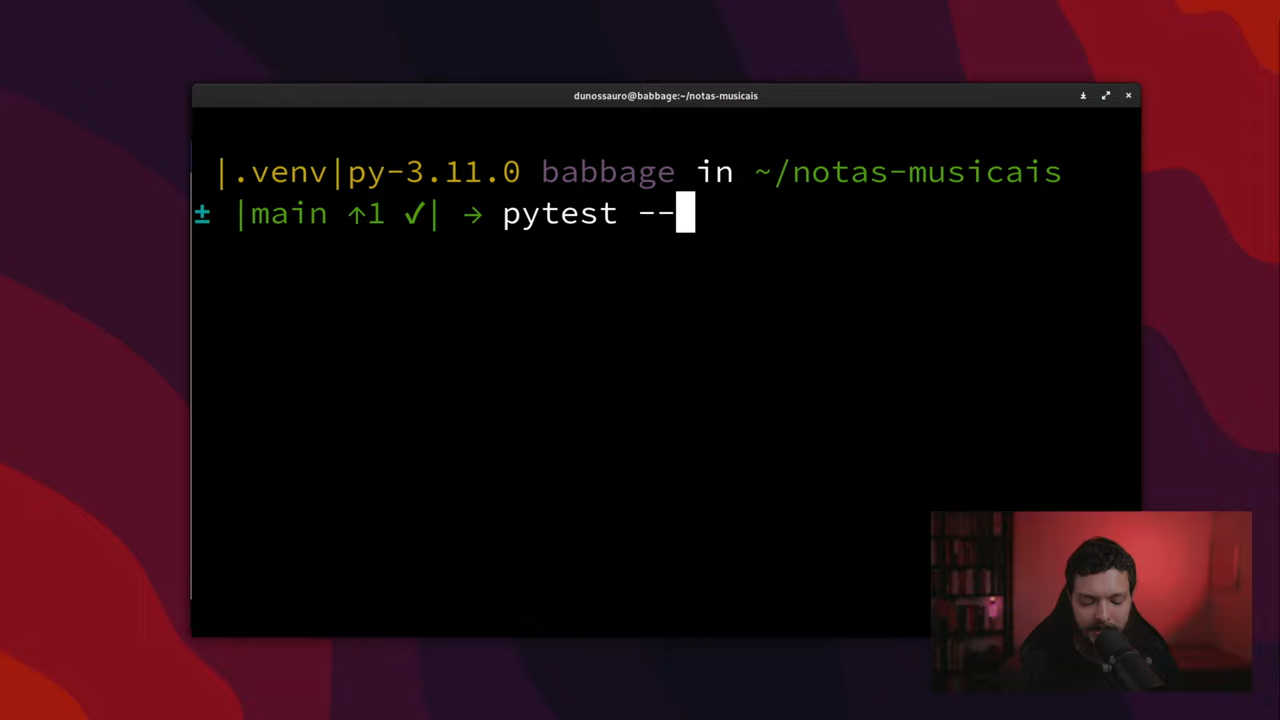 dunossauro@babbage:~/notas-musicais
|.venv|py-3.11.0 babbage in ~/notas-musicais
± |main ↑1 ✓| → pytest --